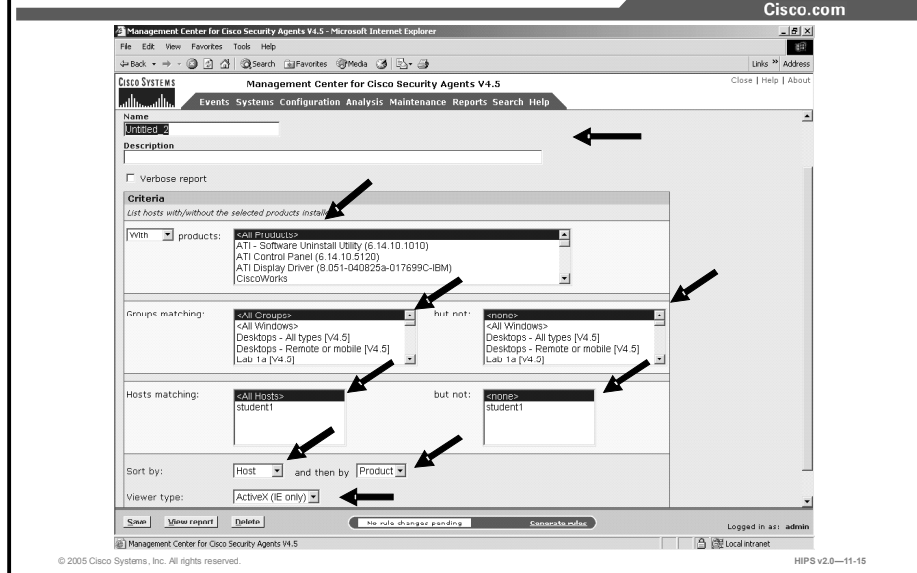 Cisco.com
Management Center for Cisco Security Agents V4.5 - Microsoft Internet Explorer
File Edit View Favorites Tools Help
Back Search Favorites Media Links » Address
CISCO SYSTEMS
Management Center for Cisco Security Agents V4.5
Close | Help | About
Events Systems Configuration Analysis Maintenance Reports Search Help
Name
Untitled_2
Description
Verbose report
Criteria
List hosts with/without the selected products
With products:
<All Products>
ATI - Software Uninstall Utility (6.14.10.1010)
ATI Control Panel (6.14.10.5120)
ATI Display Driver (8.051-040825a-017699C-IBM)
CiscoWorks
Groups matching:
<All Groups>
<All Windows>
Desktops - All types [V4.5]
Desktops - Remote or mobile [V4.5]
Lab 1a [V4.5]
but not:
<none>
<All Windows>
Desktops - All types [V4.5]
Desktops - Remote or mobile [V4.5]
Lab 1a [V4.5]
Hosts matching:
<All Hosts>
student1
but not:
<none>
student1
Sort by: Host and then by Product
Viewer type: ActiveX (IE only)
Save View report Delete No rule changes pending Generate rules Logged in as: admin
Management Center for Cisco Security Agents V4.5 Local intranet
© 2005 Cisco Systems, Inc. All rights reserved. HIPS v2.0—11-15